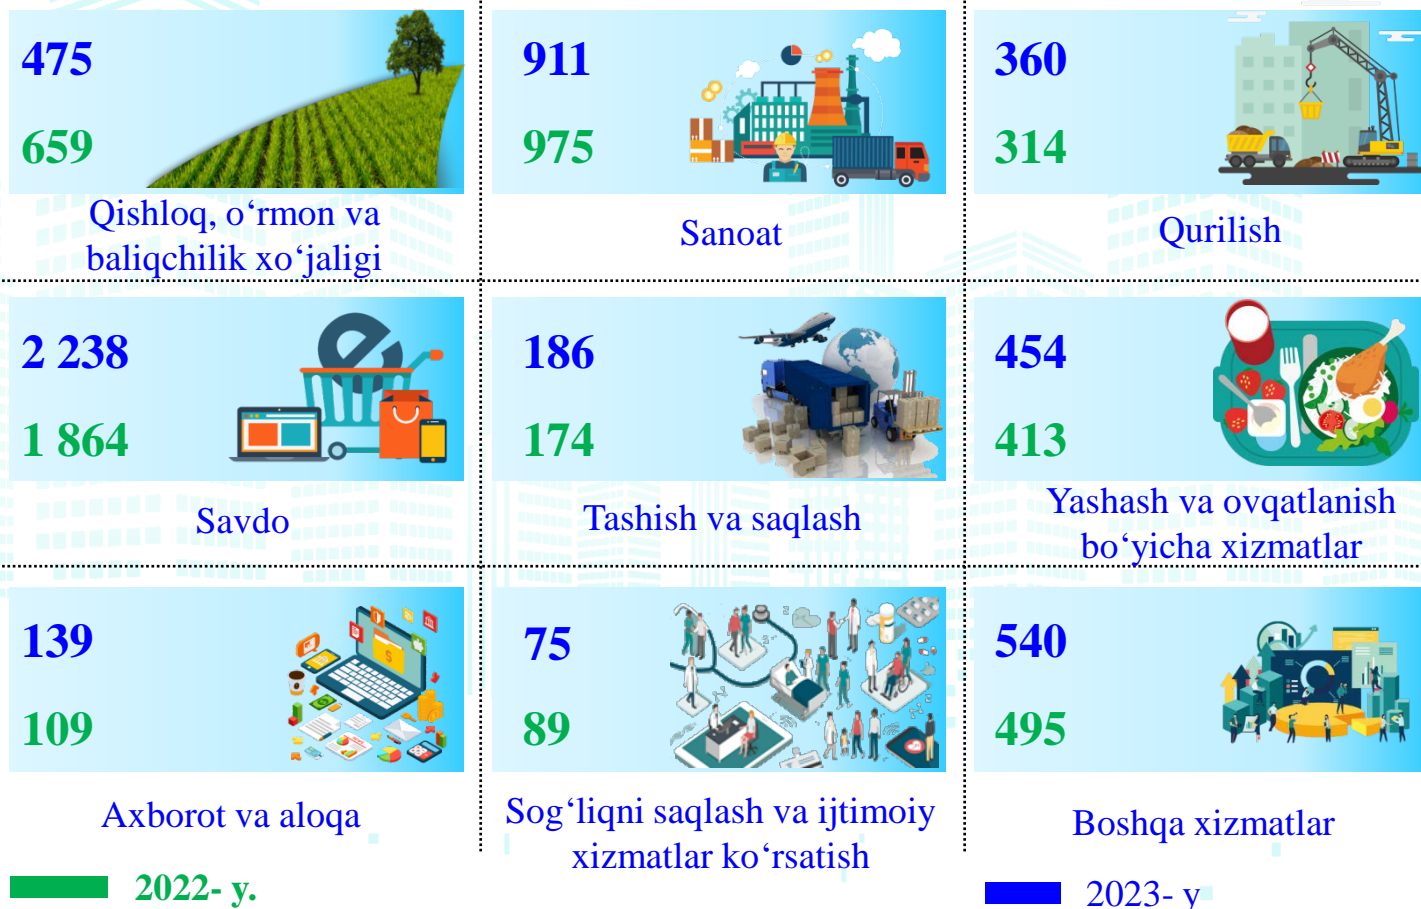 475
659
Qishloq, o‘rmon va
baliqchilik xo‘jaligi
911
975
Sanoat
360
314
Qurilish
2 238
1 864
Savdo
186
174
Tashish va saqlash
454
413
Yashash va ovqatlanish
bo‘yicha xizmatlar
139
109
Axborot va aloqa
75
89
Sog‘liqni saqlash va ijtimoiy
xizmatlar ko‘rsatish
540
495
Boshqa xizmatlar
2022- y.
2023- y